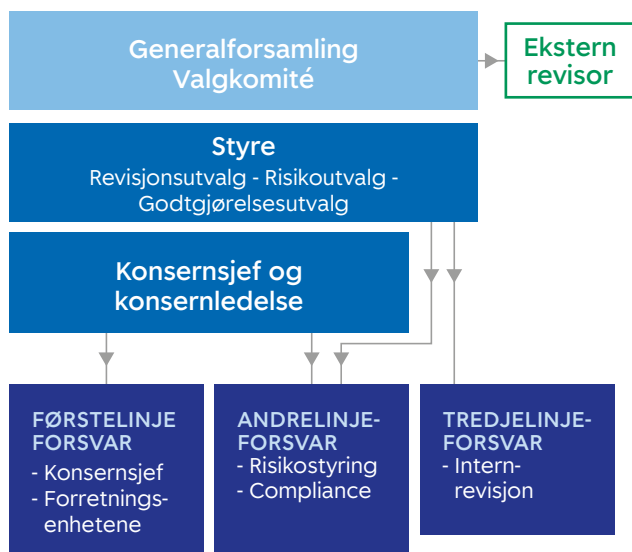 Generalforsamling
Valgkomité
Ekstern
revisor
Styre
Revisjonsutvalg - Risikoutvalg -
Godtgjørelsesutvalg
Konsernsjef og
konsernledelse
FØRSTELINJE
FORSVAR
- Konsernsjef
- Forretnings-
enhetene
ANDRELINJE-
FORSVAR
- Risikostyring
- Compliance
TREDJELINJE-
FORSVAR
- Intern-
revisjon